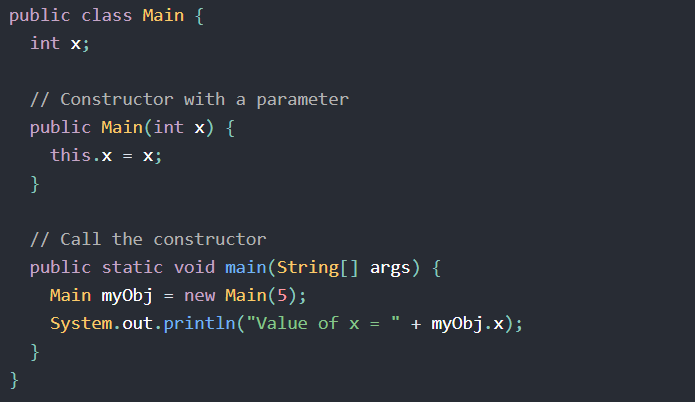 public class Main {
  int x;

  // Constructor with a parameter
  public Main(int x) {
    this.x = x;
  }

  // Call the constructor
  public static void main(String[] args) {
    Main myObj = new Main(5);
    System.out.println("Value of x = " + myObj.x);
  }
}